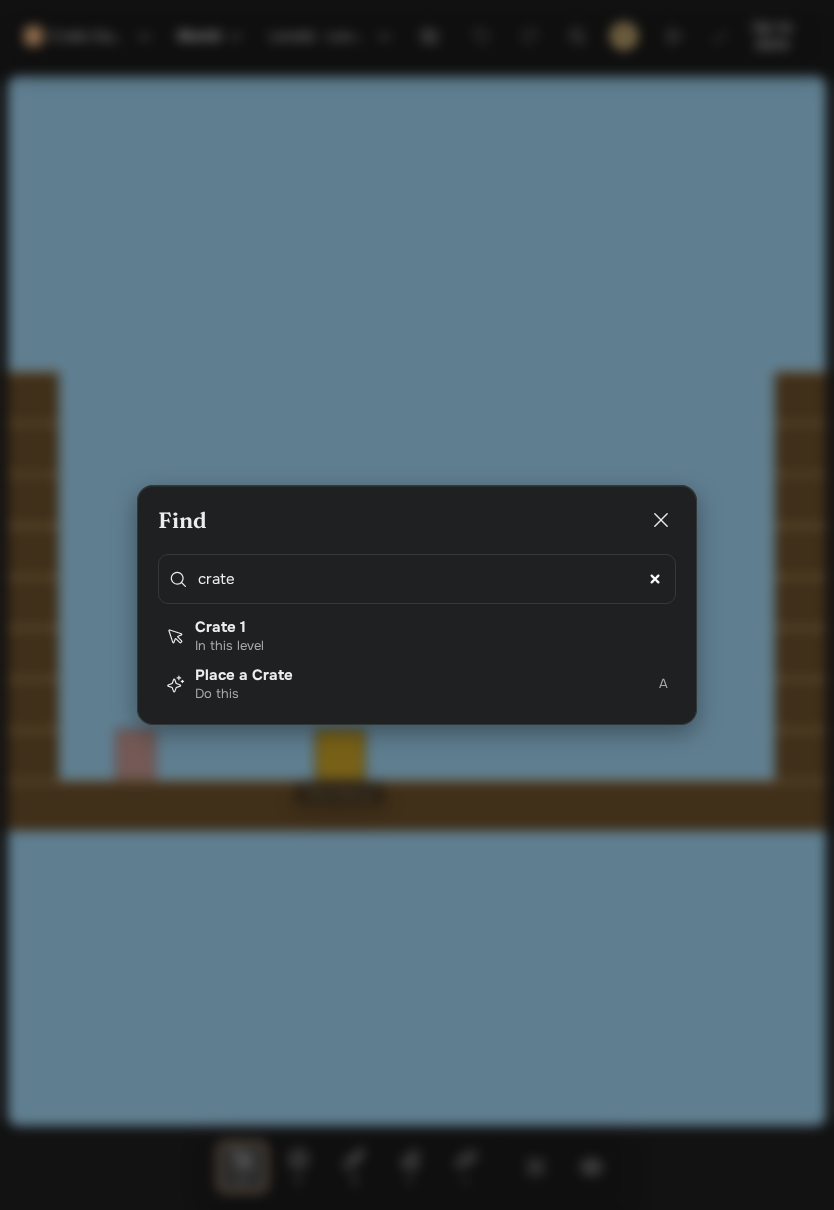 Find
crate
Crate 1
In this level
Place a Crate
Do this
A